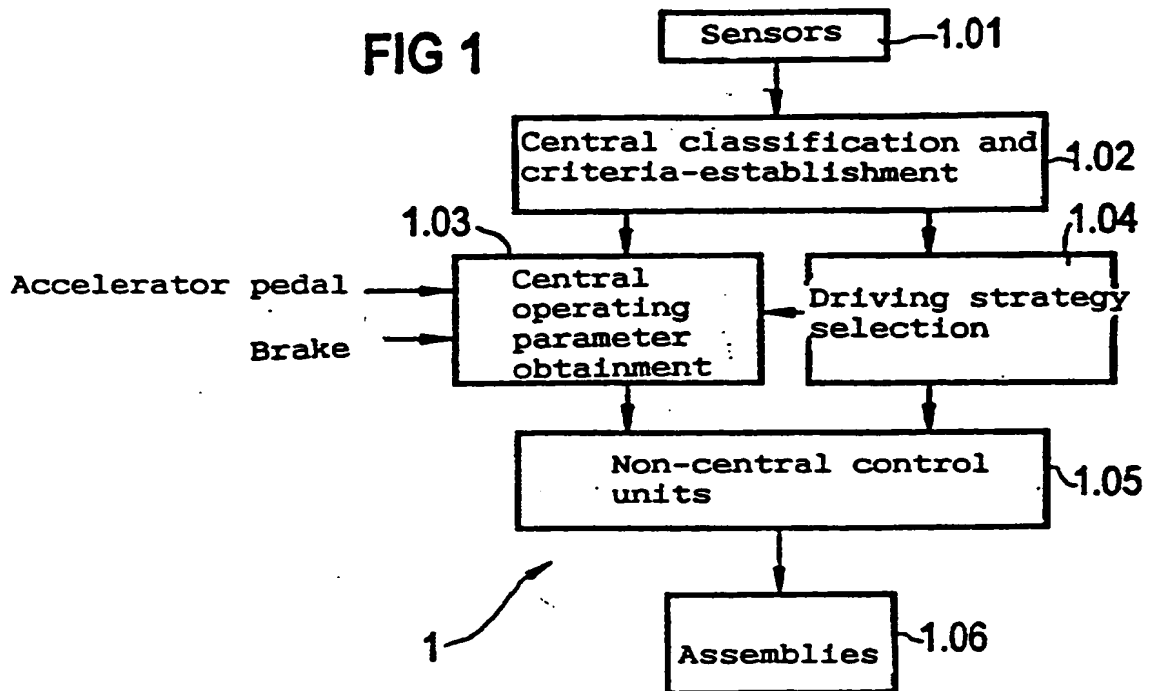 FIG 1
Sensors
1.01
Central classification and
criteria-establishment
1.02
1.03
1.04
Accelerator pedal
Brake
Central
operating
parameter
obtainment
Driving strategy
selection
Non-central control
units
1.05
1
Assemblies
1.06